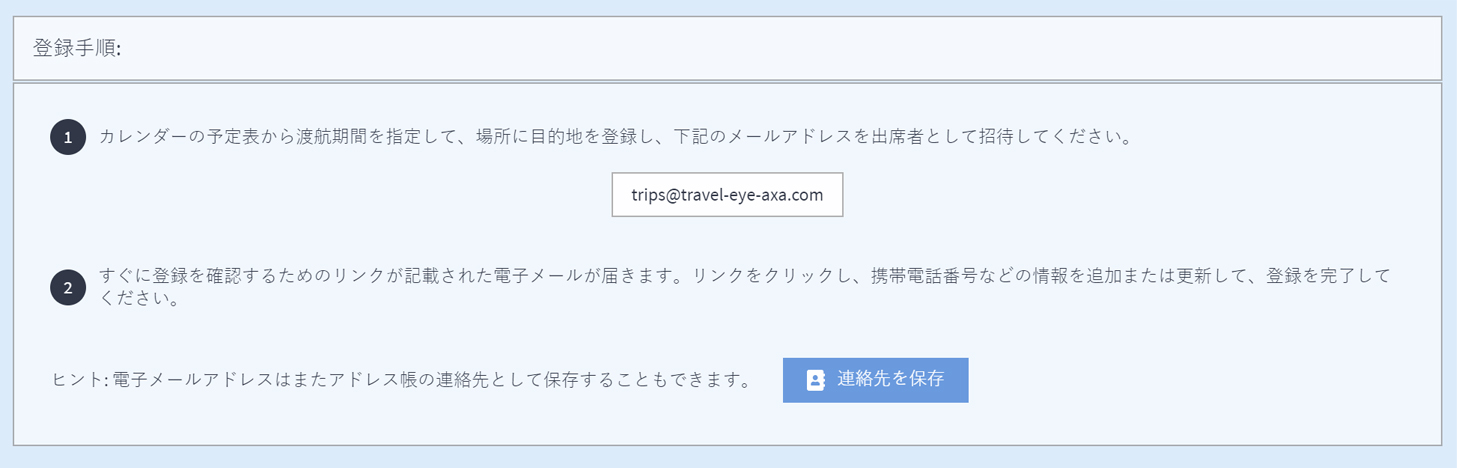 登録手順:
1 カレンダーの予定表から渡航期間を指定して、場所に目的地を登録し、下記のメールアドレスを出席者として招待してください。
trips@travel-eye-axa.com
2 すぐに登録を確認するためのリンクが記載された電子メールが届きます。リンクをクリックし、携帯電話番号などの情報を追加または更新して、登録を完了して
ください。
ヒント: 電子メールアドレスはまたアドレス帳の連絡先として保存することもできます。 連絡先を保存